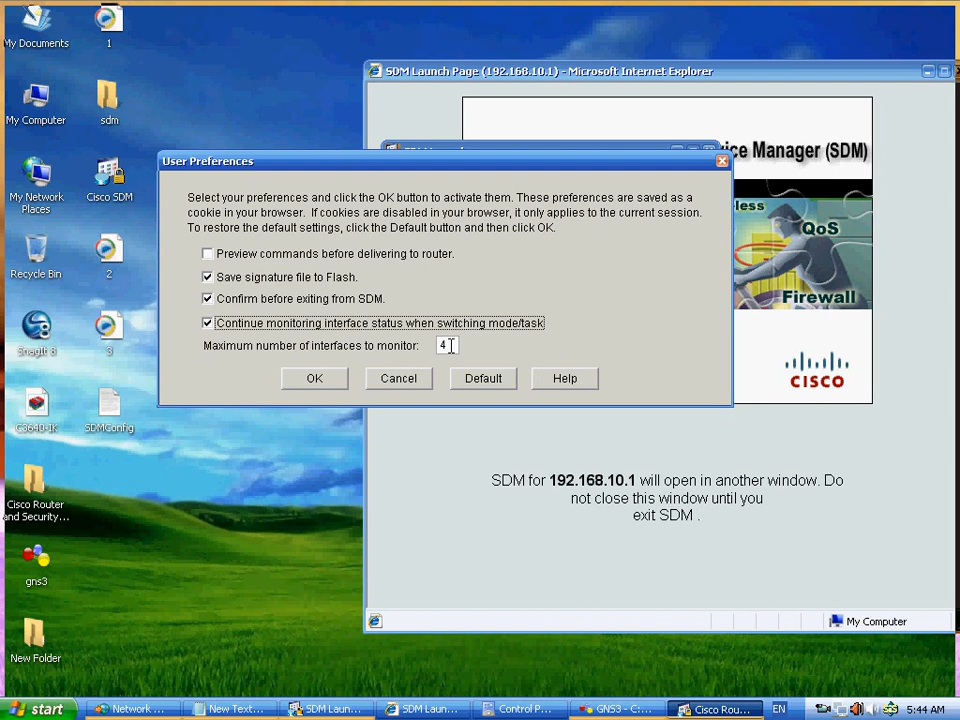 My Documents
1
My Computer
sdm
My Network
Places
Cisco SDM
Recycle Bin
2
SnagIt 8
3
C3640-IK
SDMConfig
Cisco Router
and Security...
gns3
New Folder
SDM Launch Page (192.168.10.1) - Microsoft Internet Explorer
ice Manager (SDM)
less
QoS
Firewall
CISCO
SDM for 192.168.10.1 will open in another window. Do
not close this window until you
exit SDM .
My Computer
User Preferences
Select your preferences and click the OK button to activate them. These preferences are saved as a
cookie in your browser. If cookies are disabled in your browser, it only applies to the current session.
To restore the default settings, click the Default button and then click OK.
Preview commands before delivering to router.
Save signature file to Flash.
Confirm before exiting from SDM.
Continue monitoring interface status when switching mode/task
Maximum number of interfaces to monitor: 4
OK Cancel Default Help
start Network ... New Text... SDM Laun... SDM Laun... Control P... GNS3 - C:... Cisco Rou... EN 5:44 AM